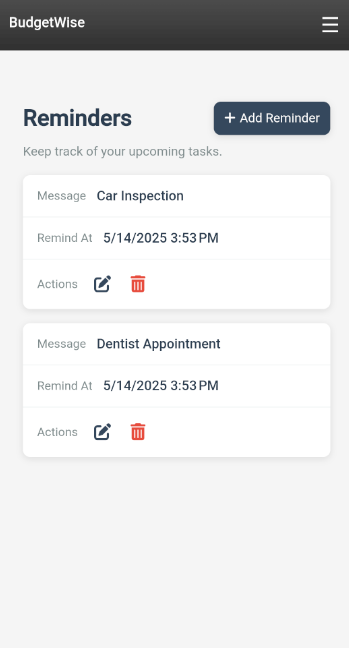 BudgetWise
Reminders
+ Add Reminder
Keep track of your upcoming tasks.
Message Car Inspection
Remind At 5/14/2025 3:53 PM
Actions
Message Dentist Appointment
Remind At 5/14/2025 3:53 PM
Actions